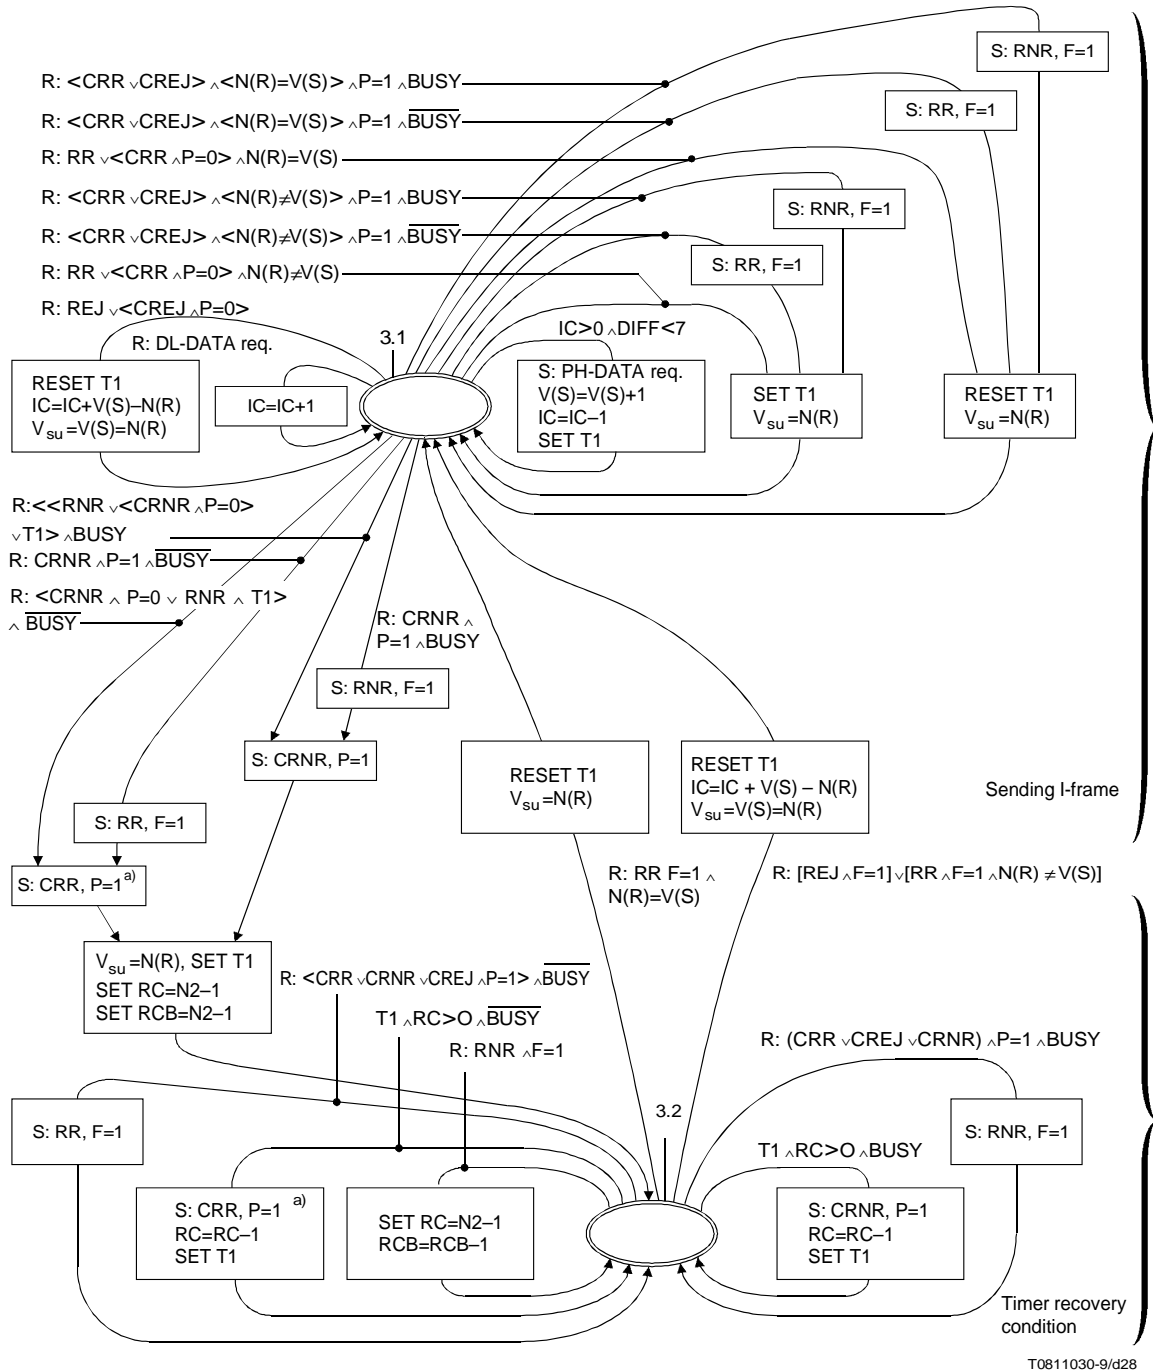 S: RNR, F=1
R: <CRR ∨CREJ> ∧<N(R)=V(S)> ∧P=1 ∧BUSY
S: RR, F=1
R: <CRR ∨CREJ> ∧<N(R)=V(S)> ∧P=1 ∧B̅U̅S̅Y̅
R: RR ∨<CRR ∧P=0> ∧N(R)=V(S)
R: <CRR ∨CREJ> ∧<N(R)≠V(S)> ∧P=1 ∧BUSY
S: RNR, F=1
R: <CRR ∨CREJ> ∧<N(R)≠V(S)> ∧P=1 ∧B̅U̅S̅Y̅
S: RR, F=1
R: RR ∨<CRR ∧P=0> ∧N(R)≠V(S)
R: REJ ∨<CREJ ∧P=0>
R: DL-DATA req.
3.1
IC>0 ∧DIFF<7
RESET T1
IC=IC+V(S)–N(R)
Vsu=V(S)=N(R)
IC=IC+1
S: PH-DATA req.
V(S)=V(S)+1
IC=IC–1
SET T1
SET T1
Vsu=N(R)
RESET T1
Vsu=N(R)
R:<<RNR ∨<CRNR ∧P=0>
∨T1> ∧BUSY
R: CRNR ∧P=1 ∧B̅U̅S̅Y̅
R: <CRNR ∧ P=0 ∨ RNR ∧ T1>
∧ B̅U̅S̅Y̅
R: CRNR ∧
P=1 ∧BUSY
S: RNR, F=1
S: CRNR, P=1
RESET T1
Vsu=N(R)
RESET T1
IC=IC + V(S) – N(R)
Vsu=V(S)=N(R)
Sending I-frame
S: RR, F=1
S: CRR, P=1 a)
R: RR F=1 ∧
N(R)=V(S)
R: [REJ ∧F=1] ∨[RR ∧F=1 ∧N(R) ≠V(S)]
Vsu=N(R), SET T1
SET RC=N2–1
SET RCB=N2–1
R: <CRR ∨CRNR ∨CREJ ∧P=1> ∧B̅U̅S̅Y̅
T1 ∧RC>O ∧B̅U̅S̅Y̅
R: RNR ∧F=1
R: (CRR ∨CREJ ∨CRNR) ∧P=1 ∧BUSY
S: RR, F=1
3.2
S: RNR, F=1
T1 ∧RC>O ∧BUSY
S: CRR, P=1 a)
RC=RC–1
SET T1
SET RC=N2–1
RCB=RCB–1
S: CRNR, P=1
RC=RC–1
SET T1
Timer recovery
condition
T0811030-9/d28